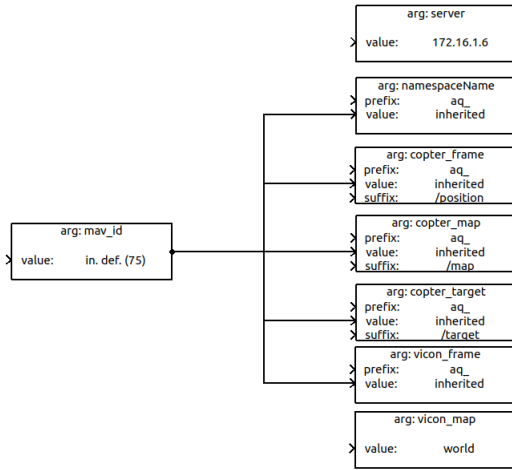 arg: server
value: 172.16.1.6
arg: namespaceName
prefix: aq_
value: inherited
arg: copter_frame
prefix: aq_
value: inherited
suffix: /position
arg: mav_id
value: in. def. (75)
arg: copter_map
prefix: aq_
value: inherited
suffix: /map
arg: copter_target
prefix: aq_
value: inherited
suffix: /target
arg: vicon_frame
prefix: aq_
value: inherited
arg: vicon_map
value: world